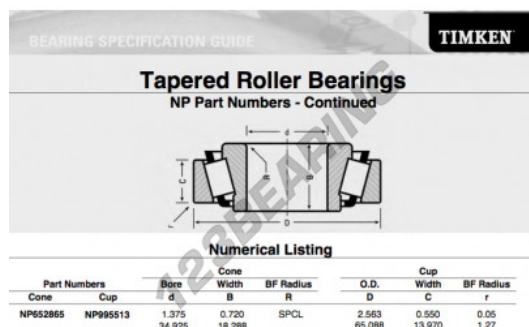 BEARING SPECIFICATION GUIDE
TIMKEN
Tapered Roller Bearings
NP Part Numbers - Continued
d
C
R
B
r
D
123BEARING
Numerical Listing
Cone Cup
Part Numbers Bore Width BF Radius O.D. Width BF Radius
Cone Cup d B R D C r
NP652865 NP995513 1.375 0.720 SPCL 2.563 0.550 0.05
34.925 18.288 65.088 13.970 1.27